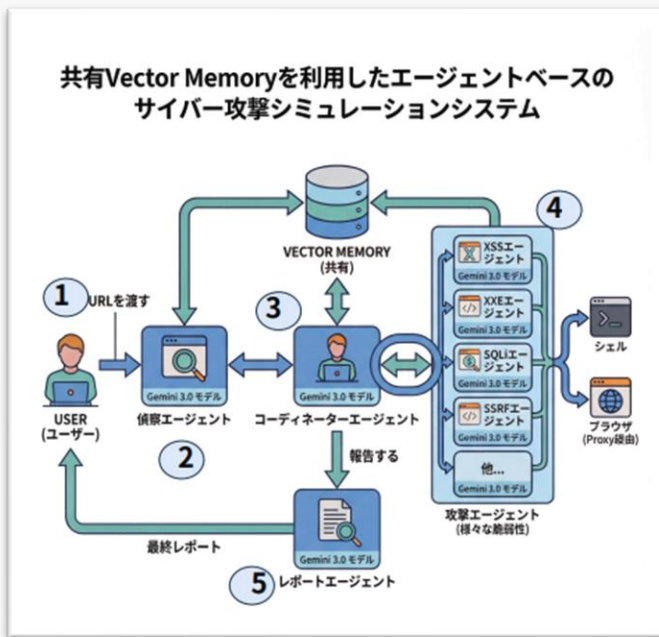 共有Vector Memoryを利用したエージェントベースの
サイバー攻撃シミュレーションシステム
VECTOR MEMORY
(共有)
1
URLを渡す
USER
(ユーザー)
Gemini 3.0 モデル
偵察エージェント
2
3
Gemini 3.0 モデル
コーディネーターエージェント
4
XSSエー
ジェント
Gemini 3.0 モデル
XXEエー
ジェント
Gemini 3.0 モデル
SQLiエー
ジェント
Gemini 3.0 モデル
SSRFエー
ジェント
Gemini 3.0 モデル
他...
Gemini 3.0 モデル
攻撃エージェント
(様々な脆弱性)
シェル
ブラウザ
(Proxy経由)
報告する
Gemini 3.0 モデル
5
レポートエージェント
最終レポート